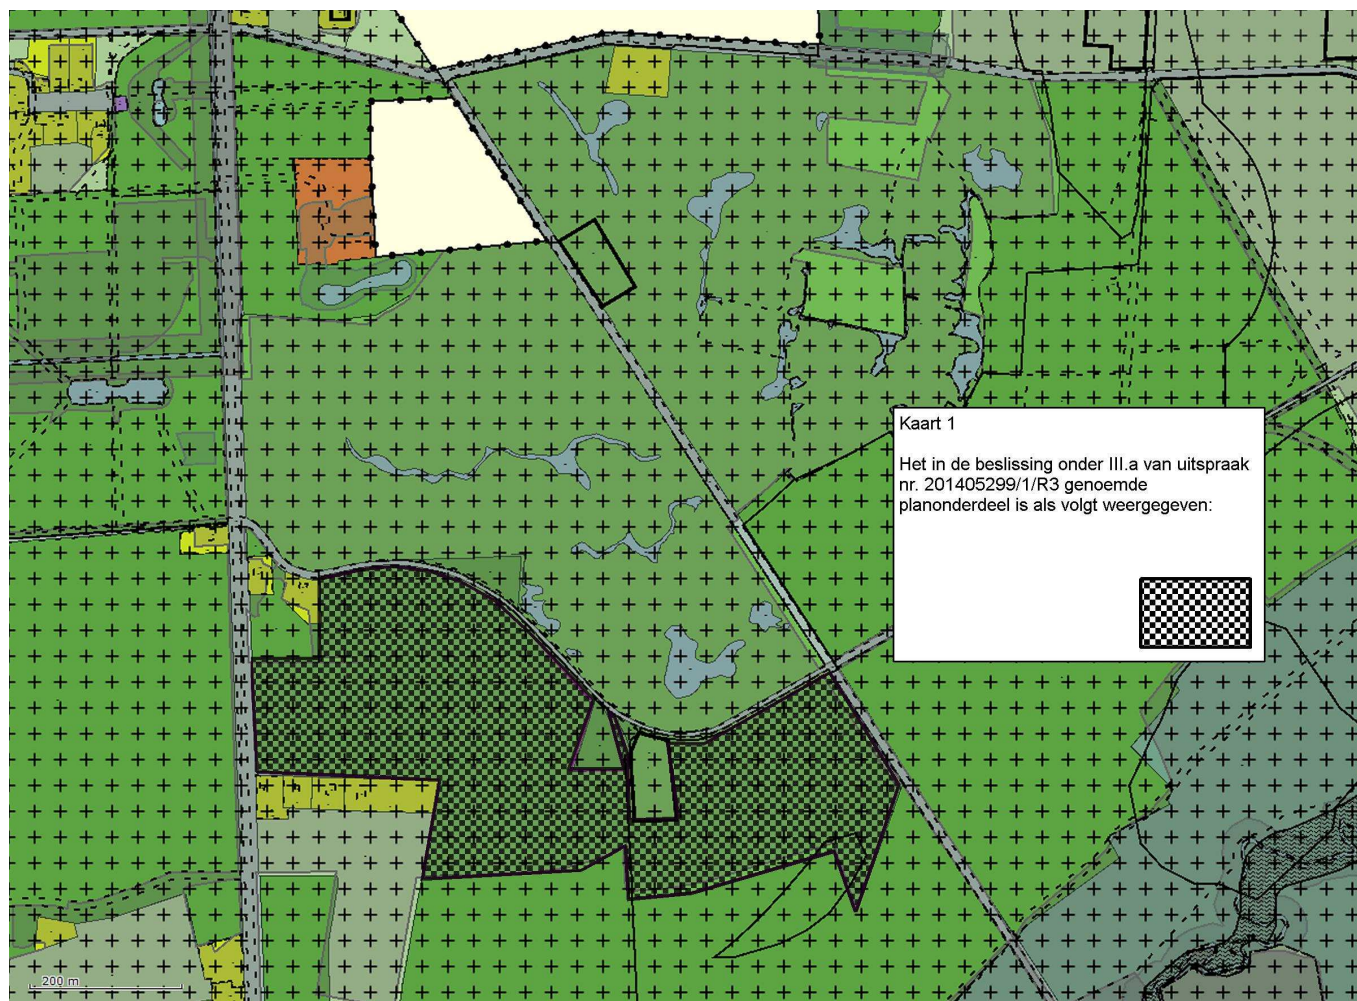 Kaart 1
Het in de beslissing onder III.a van uitspraak
nr. 201405299/1/R3 genoemde
planonderdeel is als volgt weergegeven:
200 m